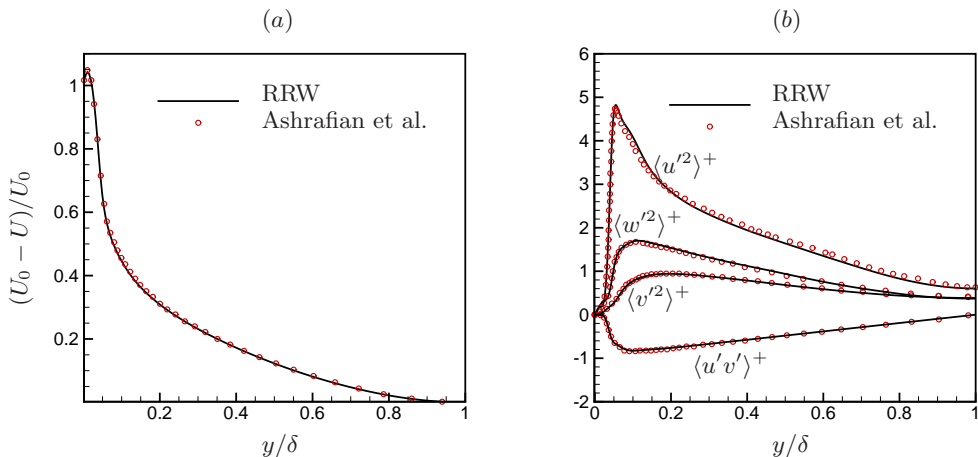 (a)
(U₀ − U)/U₀
1
0.8
0.6
0.4
0.2
0.2
0.4
0.6
0.8
1
y/δ
RRW
Ashrafian et al.
(b)
6
5
4
3
2
1
0
-1
-2
0
0.2
0.4
0.6
0.8
1
y/δ
RRW
Ashrafian et al.
⟨u′²⟩⁺
⟨w′²⟩⁺
⟨v′²⟩⁺
⟨u′v′⟩⁺